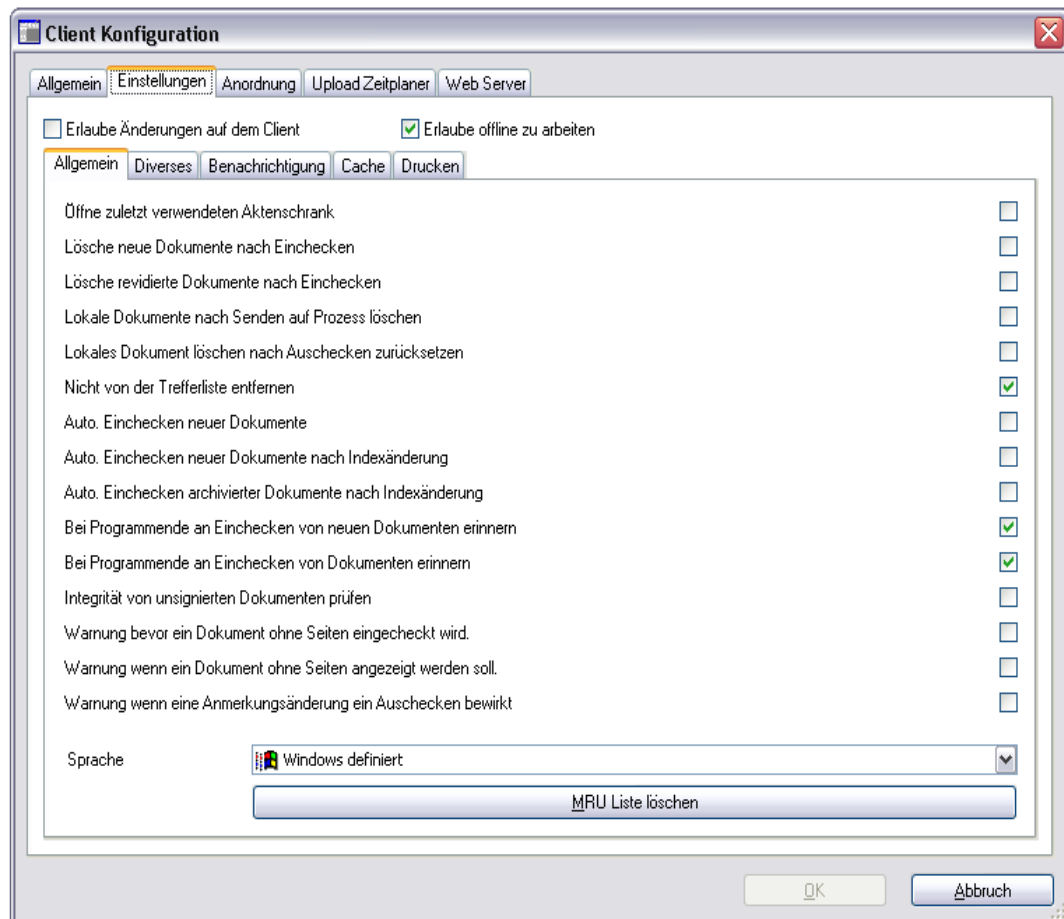 Client Konfiguration
Allgemein Einstellungen Anordnung Upload Zeitplaner Web Server
Erlaube Änderungen auf dem Client Erlaube offline zu arbeiten
Allgemein Diverses Benachrichtigung Cache Drucken
Öffne zuletzt verwendeten Aktenschrank
Lösche neue Dokumente nach Einchecken
Lösche revidierte Dokumente nach Einchecken
Lokale Dokumente nach Senden auf Prozess löschen
Lokales Dokument löschen nach Auschecken zurücksetzen
Nicht von der Trefferliste entfernen
Auto. Einchecken neuer Dokumente
Auto. Einchecken neuer Dokumente nach Indexänderung
Auto. Einchecken archivierter Dokumente nach Indexänderung
Bei Programmende an Einchecken von neuen Dokumenten erinnern
Bei Programmende an Einchecken von Dokumenten erinnern
Integrität von unsignierten Dokumenten prüfen
Warnung bevor ein Dokument ohne Seiten eingecheckt wird.
Warnung wenn ein Dokument ohne Seiten angezeigt werden soll.
Warnung wenn eine Anmerkungsänderung ein Auschecken bewirkt
Sprache Windows definiert
MRU Liste löschen
OK Abbruch